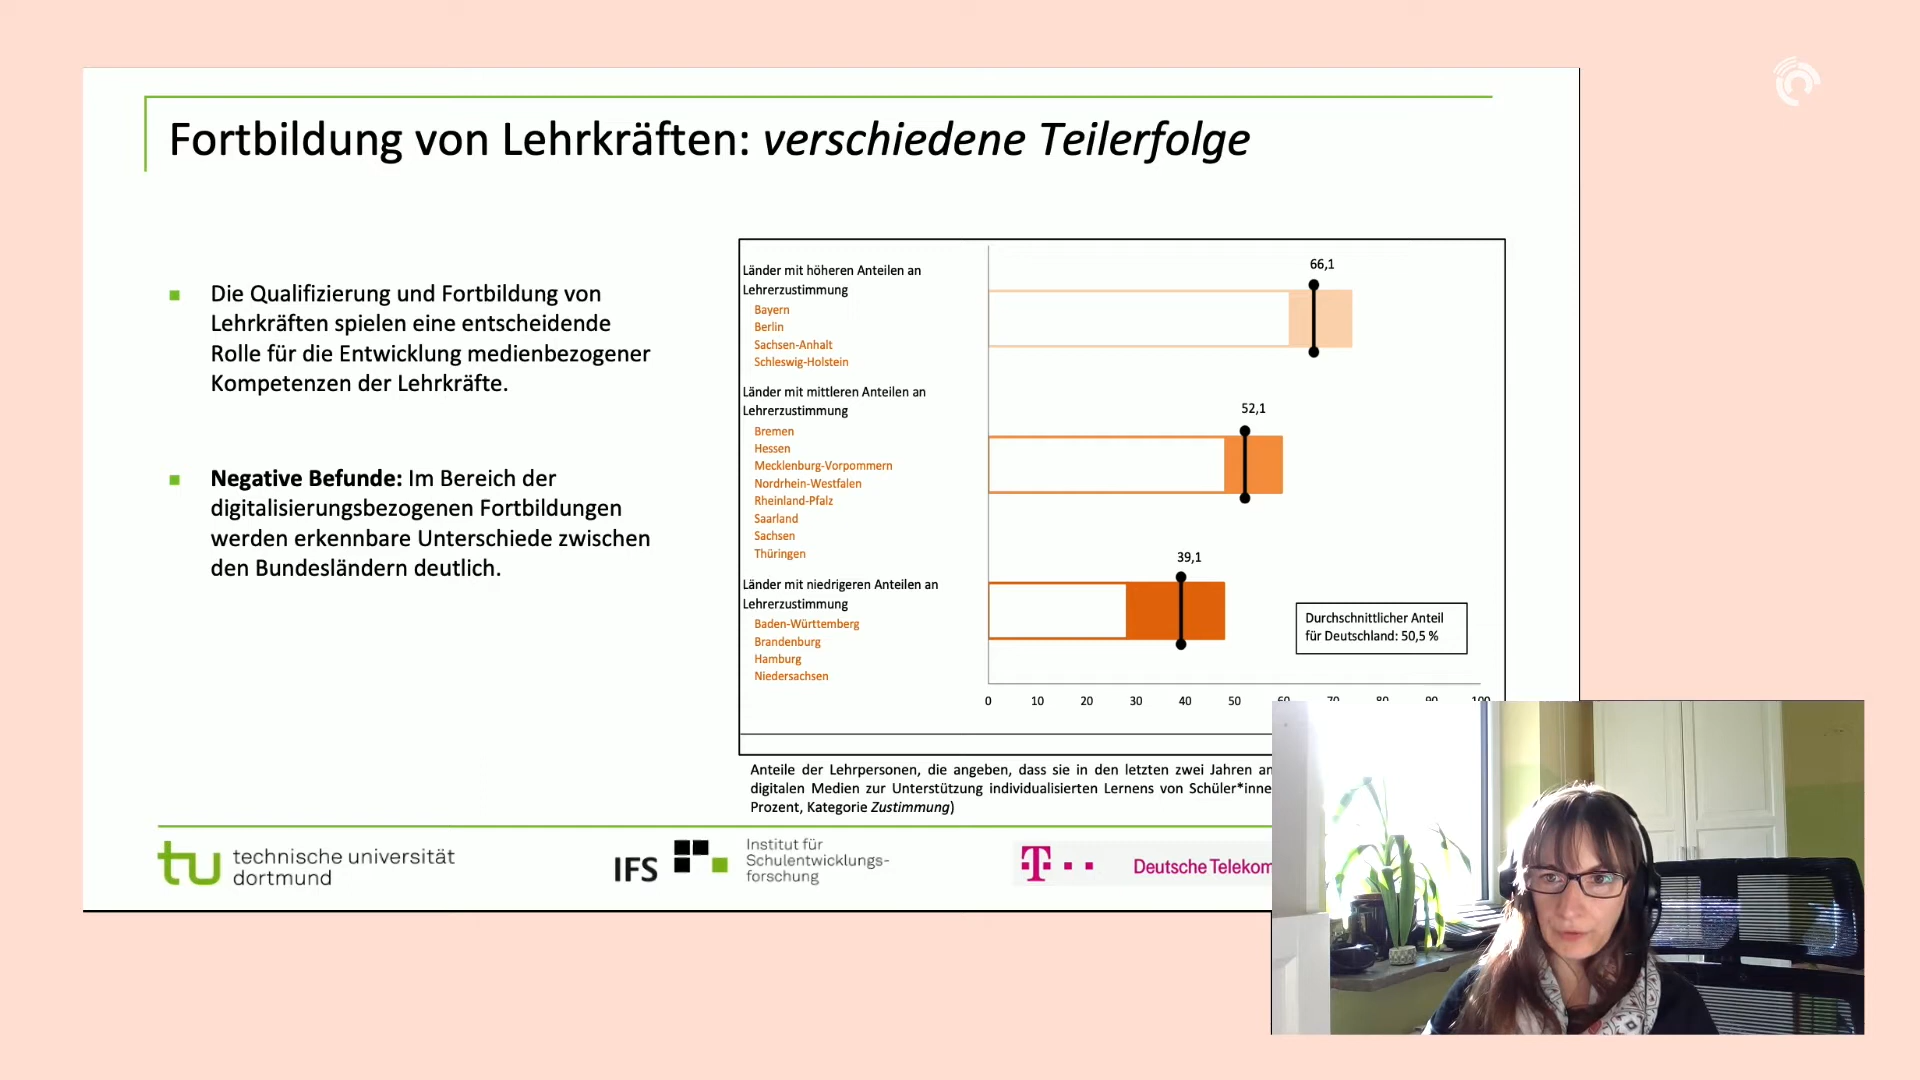 Fortbildung von Lehrkräften: verschiedene Teilerfolge
Die Qualifizierung und Fortbildung von
Lehrkräften spielen eine entscheidende
Rolle für die Entwicklung medienbezogener
Kompetenzen der Lehrkräfte.
Negative Befunde: Im Bereich der
digitalisierungsbezogenen Fortbildungen
werden erkennbare Unterschiede zwischen
den Bundesländern deutlich.
Länder mit höheren Anteilen an
Lehrerzustimmung
Bayern
Berlin
Sachsen-Anhalt
Schleswig-Holstein
66,1
Länder mit mittleren Anteilen an
Lehrerzustimmung
Bremen
Hessen
Mecklenburg-Vorpommern
Nordrhein-Westfalen
Rheinland-Pfalz
Saarland
Sachsen
Thüringen
52,1
Länder mit niedrigeren Anteilen an
Lehrerzustimmung
Baden-Württemberg
Brandenburg
Hamburg
Niedersachsen
39,1
Durchschnittlicher Anteil
für Deutschland: 50,5 %
0 10 20 30 40 50 60 70 80 90 100
Anteile der Lehrpersonen, die angeben, dass sie in den letzten zwei Jahren an
digitalen Medien zur Unterstützung individualisierten Lernens von Schüler*inne
Prozent, Kategorie Zustimmung)
tu technische universität
dortmund
IFS
Institut für
Schulentwicklungs-
forschung
T
Deutsche Telekom